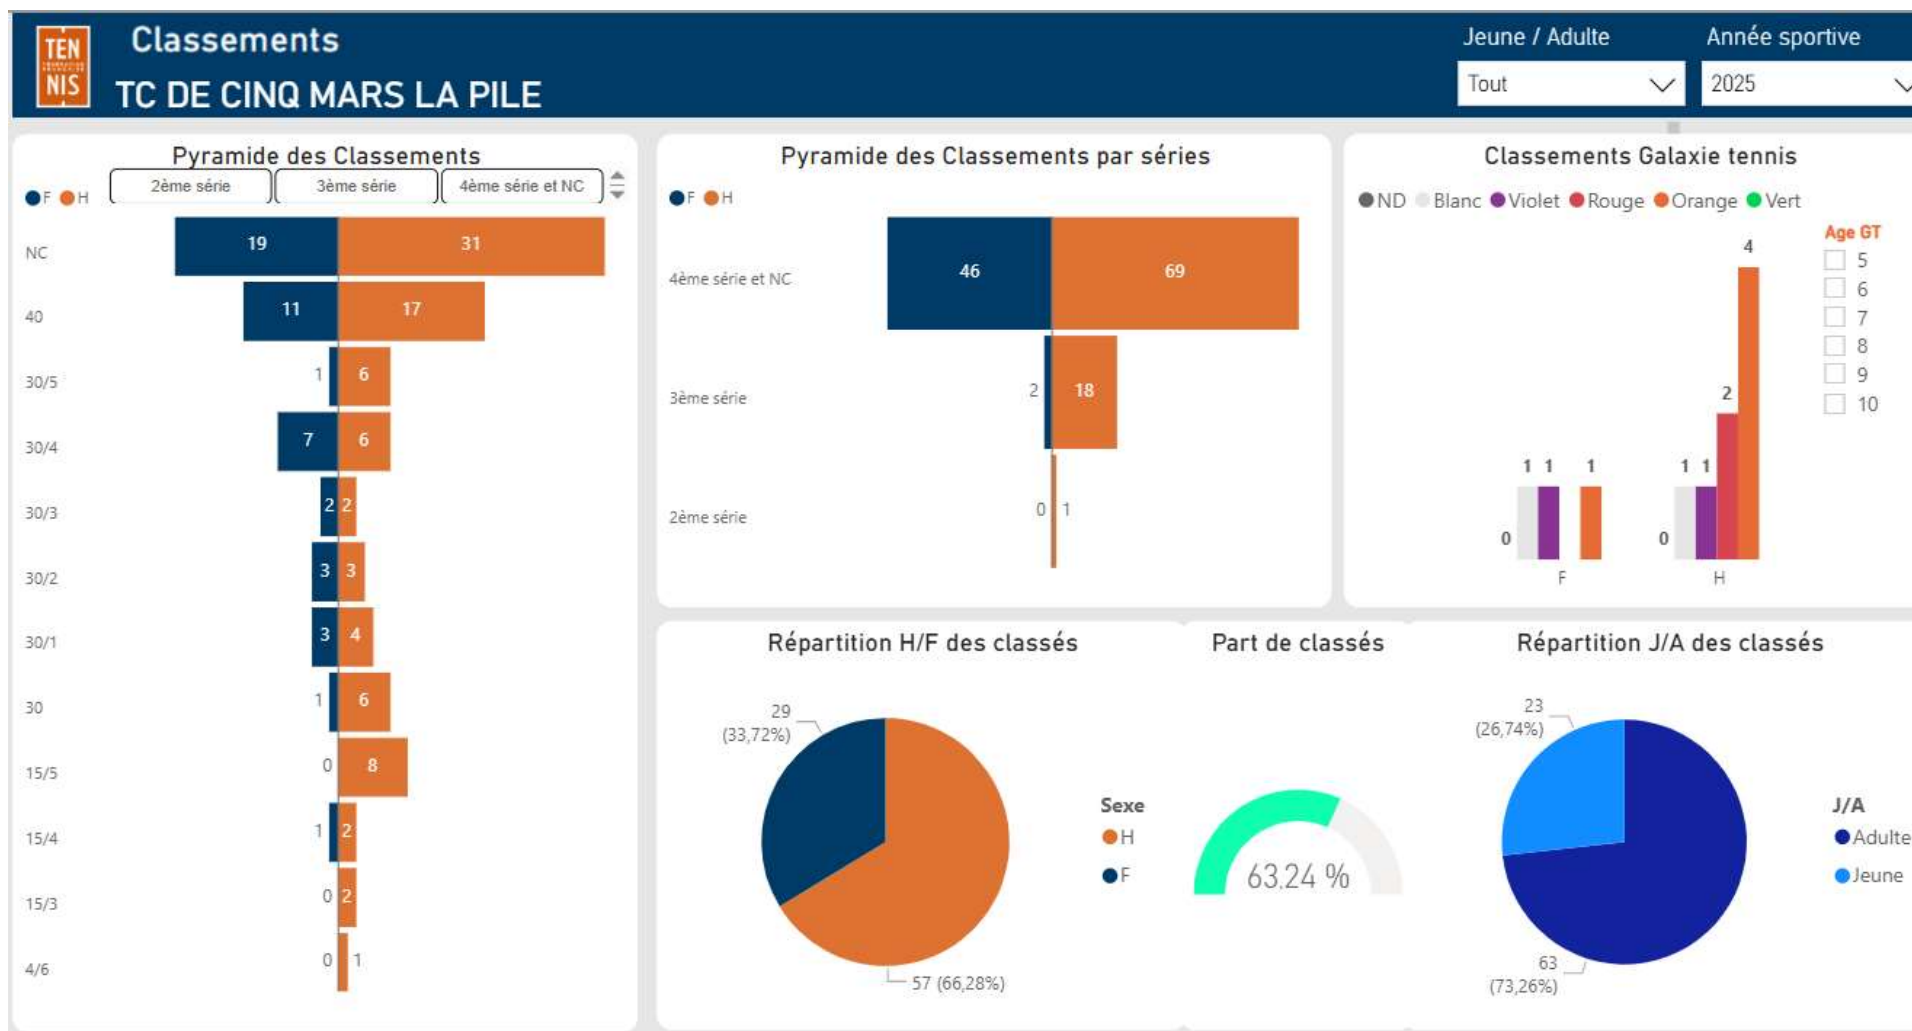 TEN
NIS
Classements
TC DE CINQ MARS LA PILE
Jeune / Adulte
Tout
Année sportive
2025
Pyramide des Classements
F H
2ème série
3ème série
4ème série et NC
NC 19 31
40 11 17
30/5 1 6
30/4 7 6
30/3 2 2
30/2 3 3
30/1 3 4
30 1 6
15/5 0 8
15/4 1 2
15/3 0 2
4/6 0 1
Pyramide des Classements par séries
F H
4ème série et NC 46 69
3ème série 2 18
2ème série 0 1
Classements Galaxie tennis
ND Blanc Violet Rouge Orange Vert
0 1 1 1
F
0 1 1 2 4
H
Age GT
5
6
7
8
9
10
Répartition H/F des classés
29
(33,72%)
57 (66,28%)
Sexe
H
F
Part de classés
63,24 %
Répartition J/A des classés
23
(26,74%)
63
(73,26%)
J/A
Adulte
Jeune